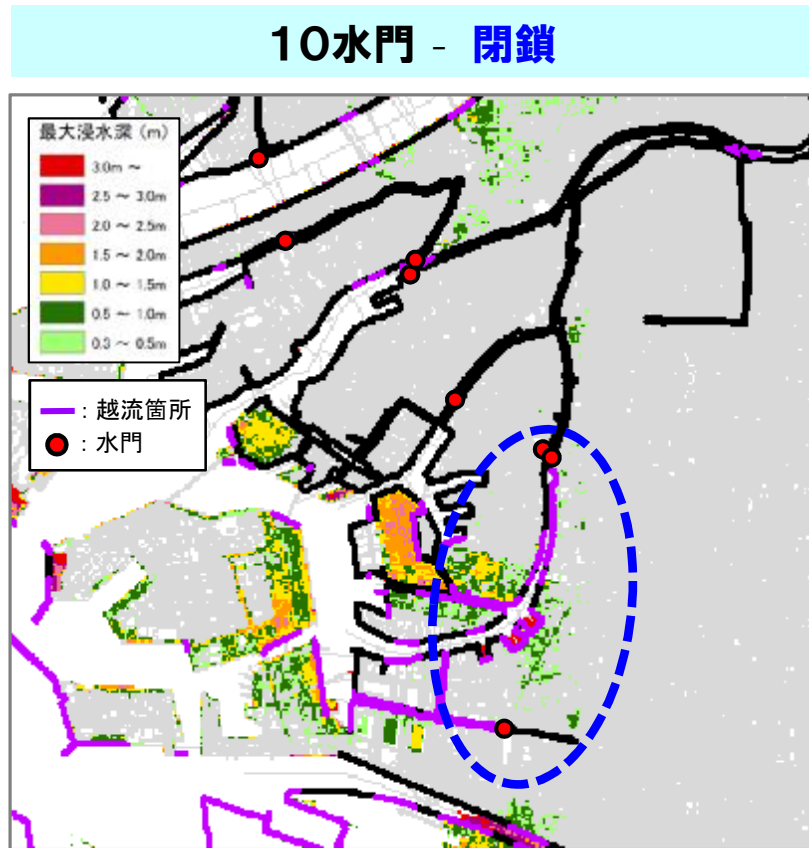 10水門 - 閉鎖
最大浸水深（m）
3.0m ～
2.5 ～ 3.0m
2.0 ～ 2.5m
1.5 ～ 2.0m
1.0 ～ 1.5m
0.5 ～ 1.0m
0.3 ～ 0.5m
：越流箇所
：水門